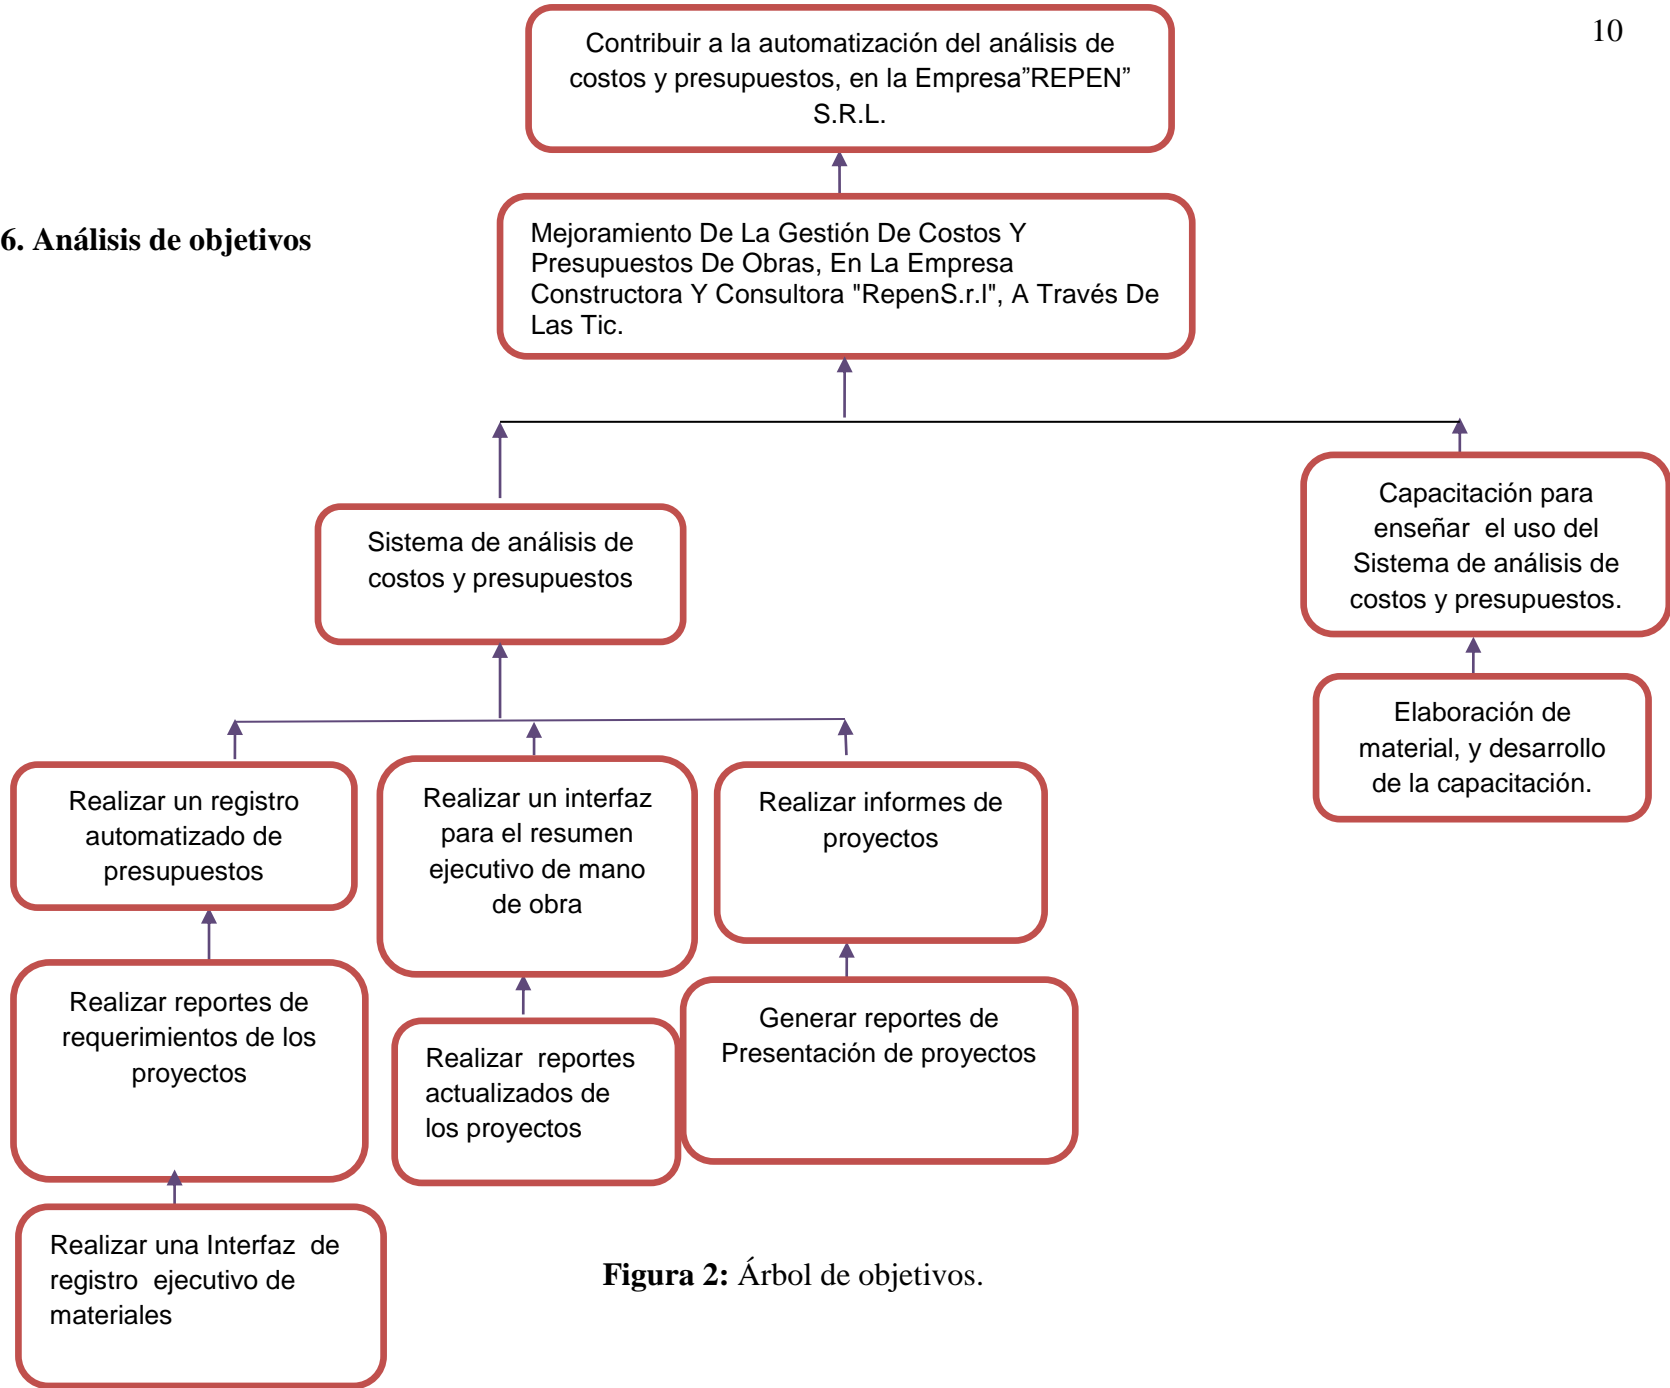 10
Contribuir a la automatización del análisis de
costos y presupuestos, en la Empresa”REPEN”
S.R.L.
6. Análisis de objetivos
Mejoramiento De La Gestión De Costos Y
Presupuestos De Obras, En La Empresa
Constructora Y Consultora "RepenS.r.l", A Través De
Las Tic.
Sistema de análisis de
costos y presupuestos
Capacitación para
enseñar  el uso del
Sistema de análisis de
costos y presupuestos.
Elaboración de
material, y desarrollo
de la capacitación.
Realizar un registro
automatizado de
presupuestos
Realizar un interfaz
para el resumen
ejecutivo de mano
de obra
Realizar informes de
proyectos
Realizar reportes de
requerimientos de los
proyectos
Realizar  reportes
actualizados de
los proyectos
Generar reportes de
Presentación de proyectos
Realizar una Interfaz  de
registro  ejecutivo de
materiales
Figura 2: Árbol de objetivos.